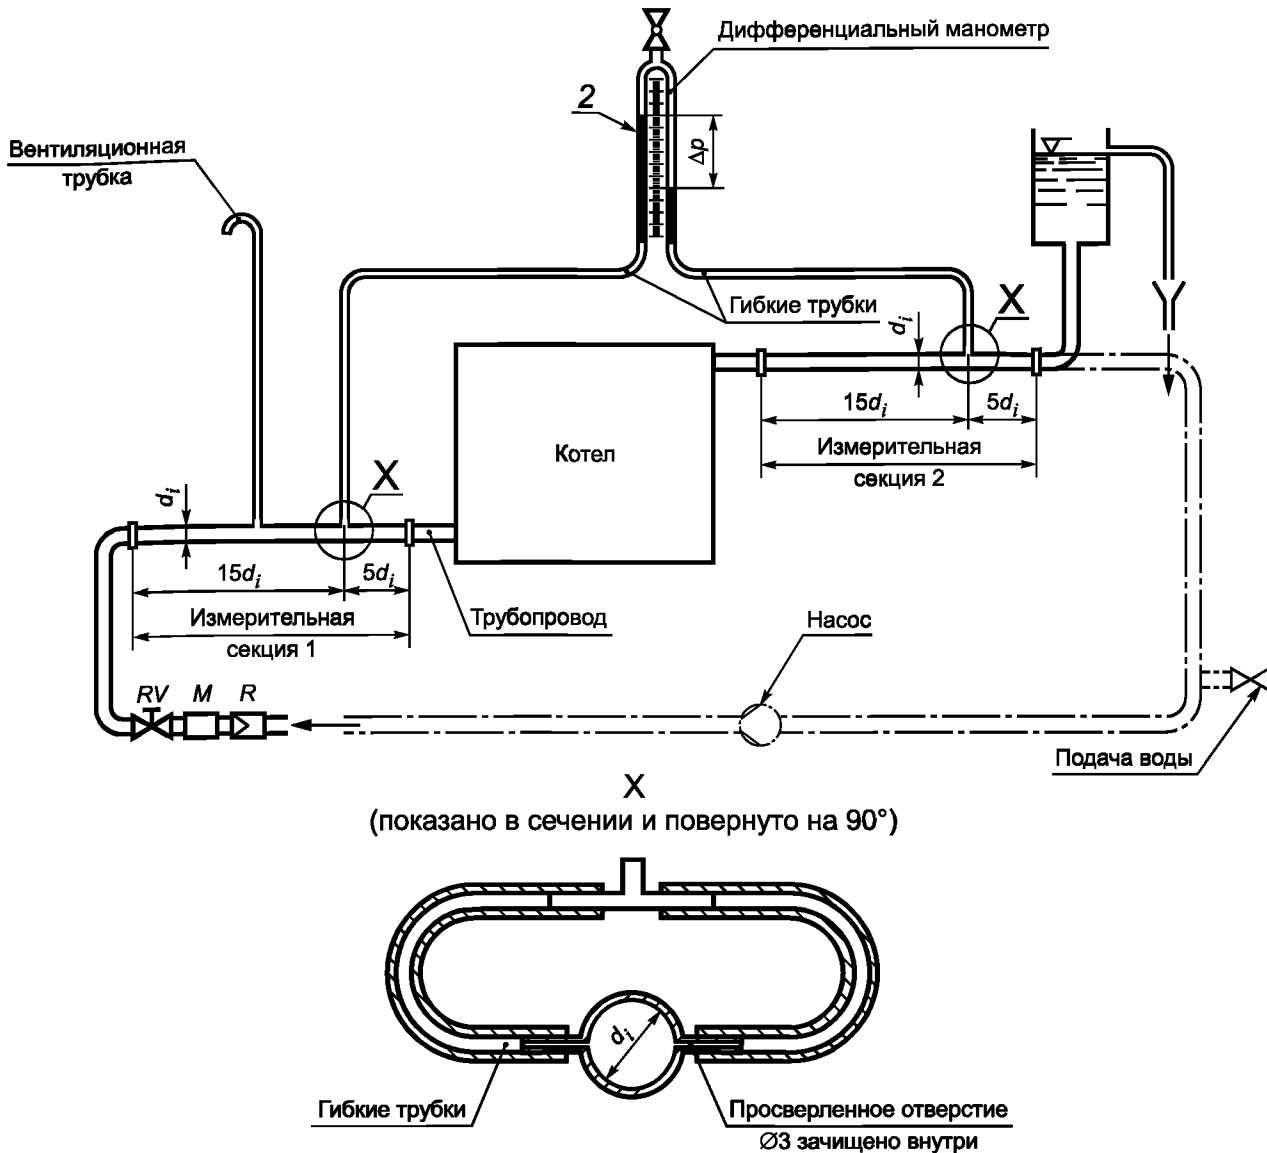 Дифференциальный манометр
2
Δp
Вентиляционная
трубка
Гибкие трубки
X
d_i
15d_i
5d_i
Измерительная
секция 2
Котел
X
d_i
15d_i
5d_i
Измерительная
секция 1
Трубопровод
Насос
RV M R
Подача воды
X
(показано в сечении и повернуто на 90°)
d_i
Гибкие трубки
Просверленное отверстие
∅3 зачищено внутри